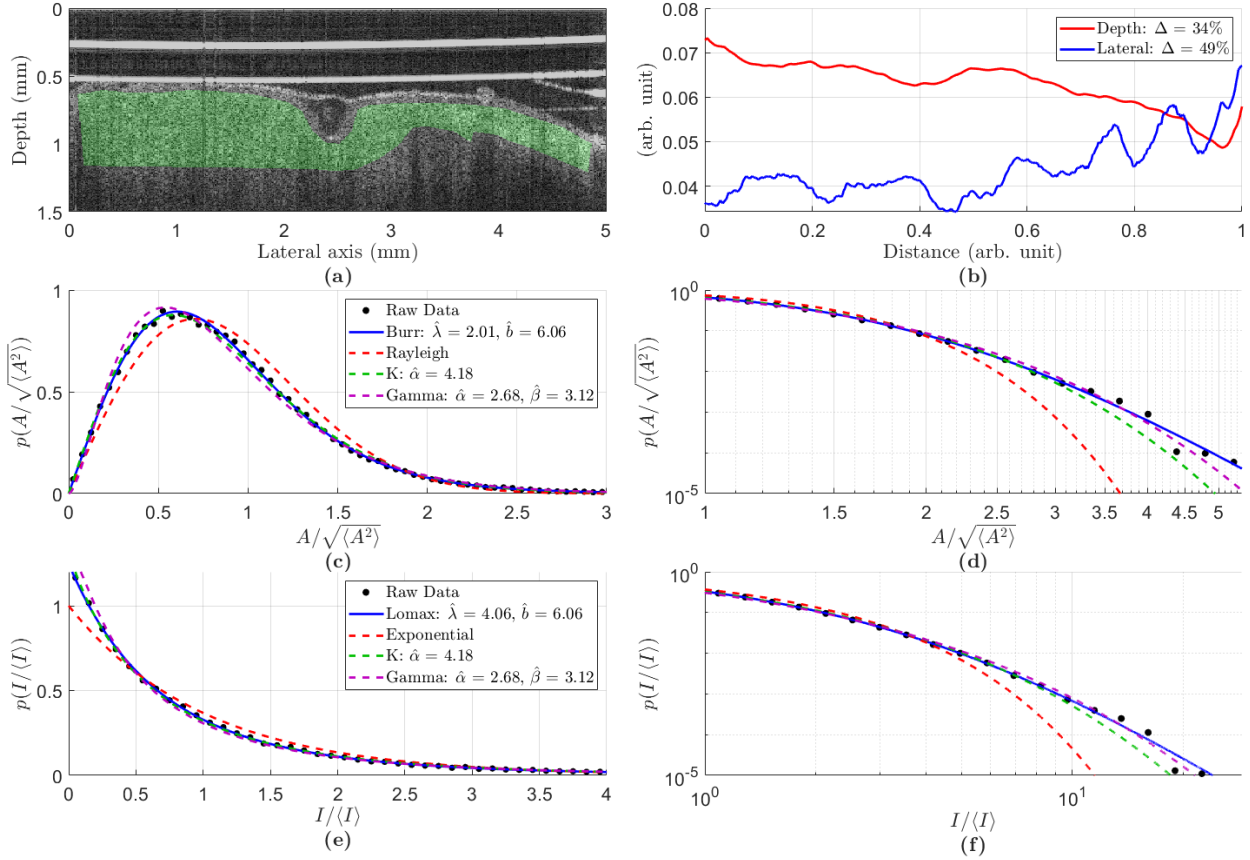 0
0.5
1
1.5
Depth (mm)
0 1 2 3 4 5
Lateral axis (mm)
(a)
0.08
0.07
0.06
0.05
0.04
(arb. unit)
Depth: Δ = 34%
Lateral: Δ = 49%
0 0.2 0.4 0.6 0.8 1
Distance (arb. unit)
(b)
1
0.5
0
p(A/√⟨A²⟩)
Raw Data
Burr: λ̂ = 2.01, b̂ = 6.06
Rayleigh
K: α̂ = 4.18
Gamma: α̂ = 2.68, β̂ = 3.12
0 0.5 1 1.5 2 2.5 3
A/√⟨A²⟩
(c)
10⁰
10⁻⁵
p(A/√⟨A²⟩)
1 1.5 2 2.5 3 3.5 4 4.5 5
A/√⟨A²⟩
(d)
1
0.5
0
p(I/⟨I⟩)
Raw Data
Lomax: λ̂ = 4.06, b̂ = 6.06
Exponential
K: α̂ = 4.18
Gamma: α̂ = 2.68, β̂ = 3.12
0 0.5 1 1.5 2 2.5 3 3.5 4
I/⟨I⟩
(e)
10⁰
10⁻⁵
p(I/⟨I⟩)
10⁰ 10¹
I/⟨I⟩
(f)